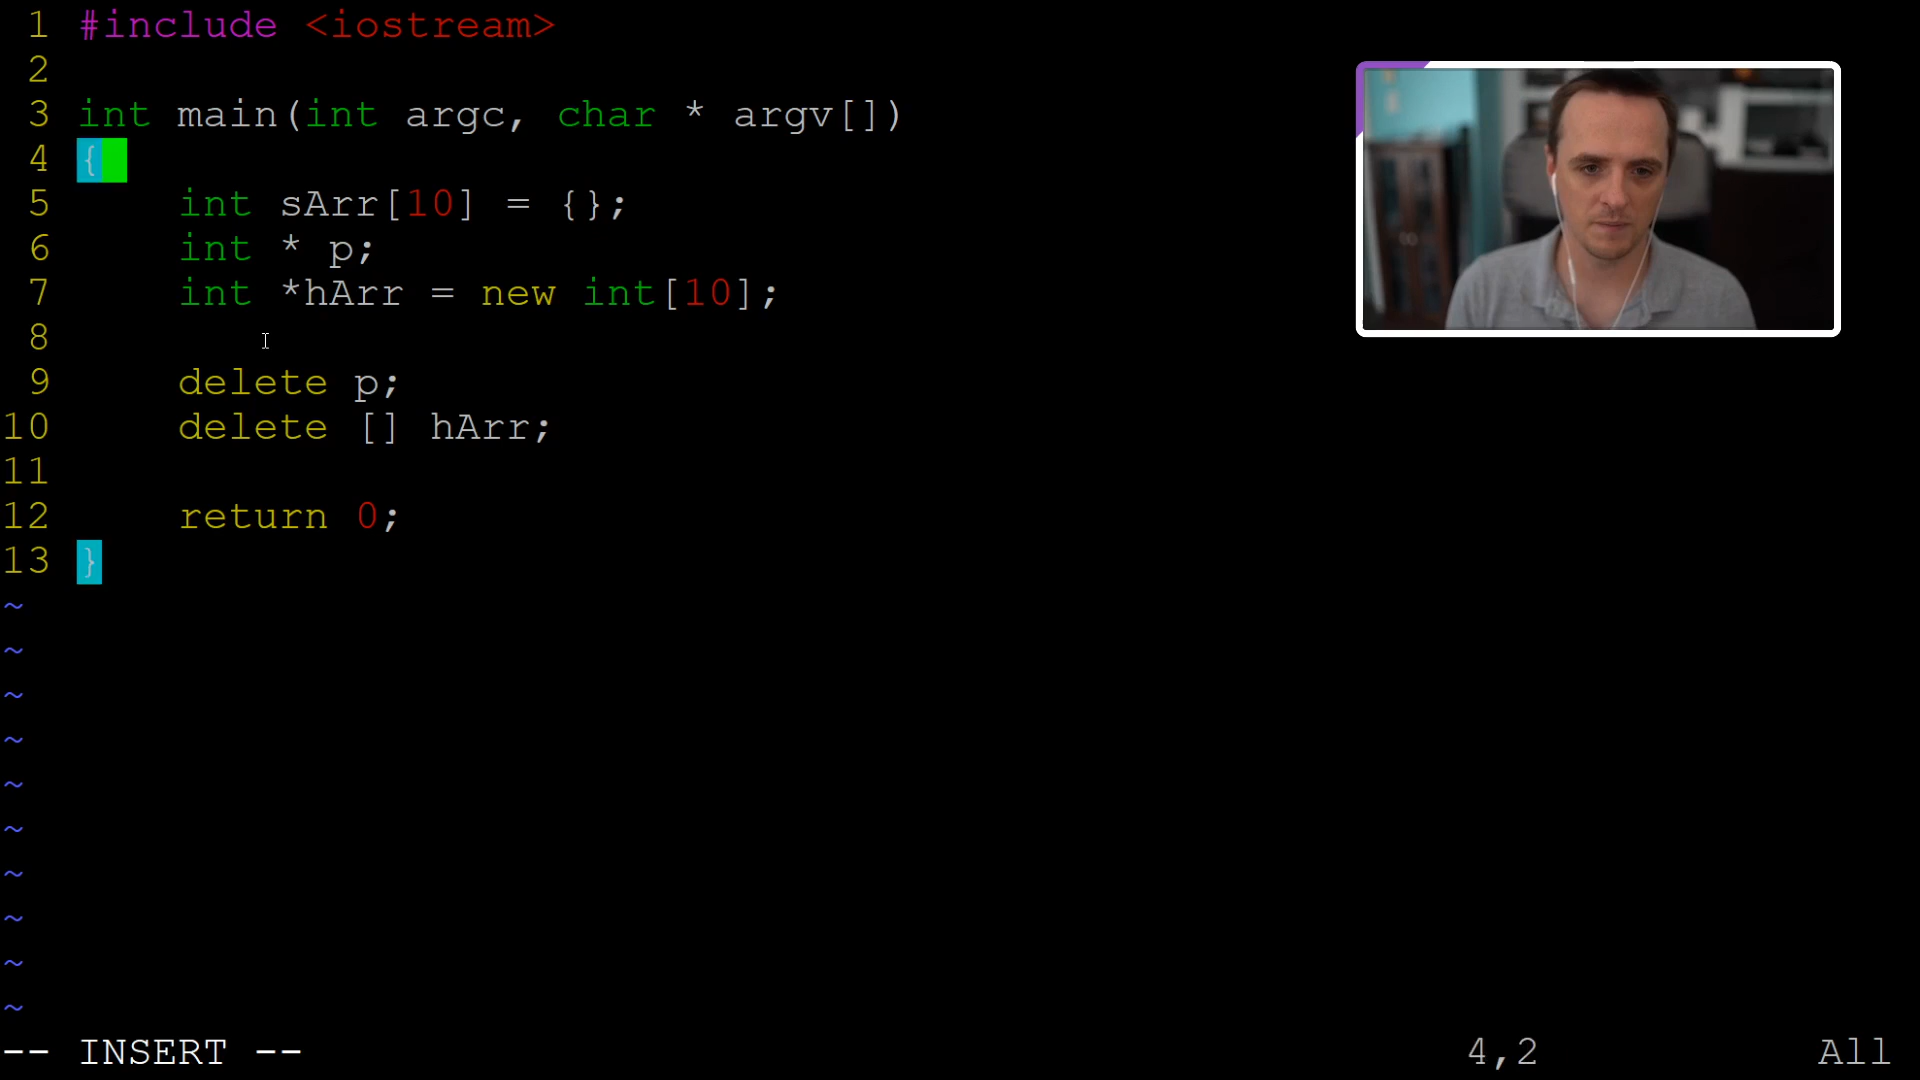 1 #include <iostream>
2
3 int main(int argc, char * argv[])
4 {
5     int sArr[10] = {};
6     int * p;
7     int *hArr = new int[10];
8
9     delete p;
10     delete [] hArr;
11
12     return 0;
13 }
~
~
~
~
~
~
~
~
~
~
-- INSERT -- 4,2 All